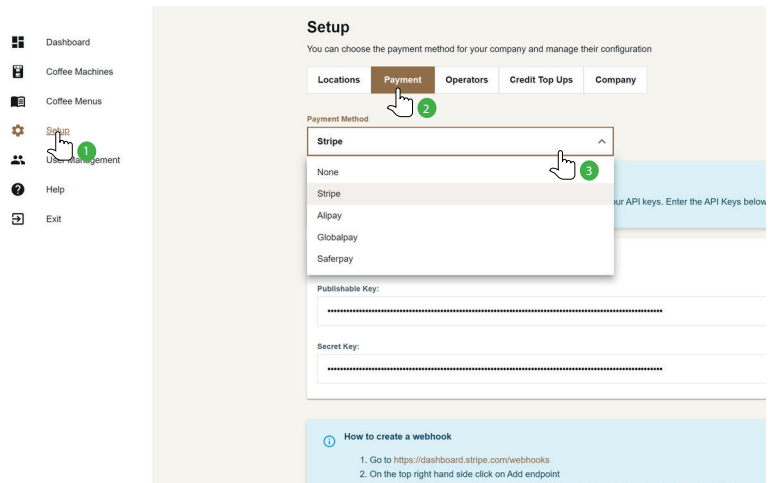 Setup
You can choose the payment method for your company and manage their configuration
Dashboard
Coffee Machines
Coffee Menus
Setup
1
User Management
Help
Exit
Locations
Payment
Operators
Credit Top Ups
Company
2
Payment Method
Stripe
3
None
Stripe
Alipay
Globalpay
Saferpay
ur API keys. Enter the API Keys below
Publishable Key:
Secret Key:
How to create a webhook
1. Go to https://dashboard.stripe.com/webhooks
2. On the top right hand side click on Add endpoint